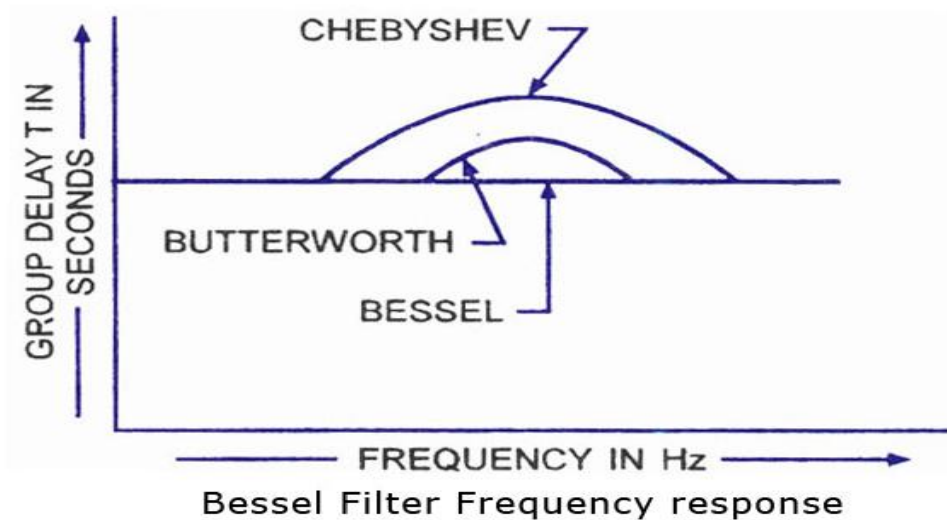 CHEBYSHEV
GROUP DELAY T IN
SECONDS
BUTTERWORTH
BESSEL
FREQUENCY IN Hz
Bessel Filter Frequency response